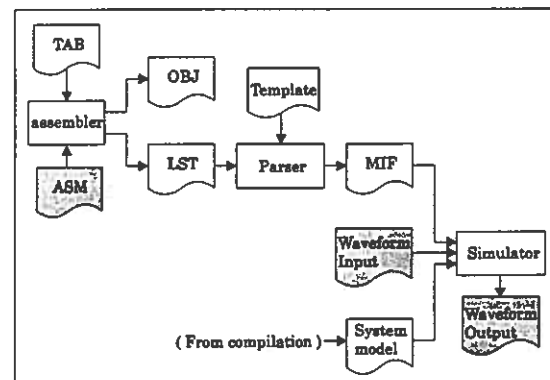 TAB
OBJ
Template
assembler
LST
Parser
MIF
ASM
Waveform
Input
Simulator
( From compilation )
System
model
Waveform
Output